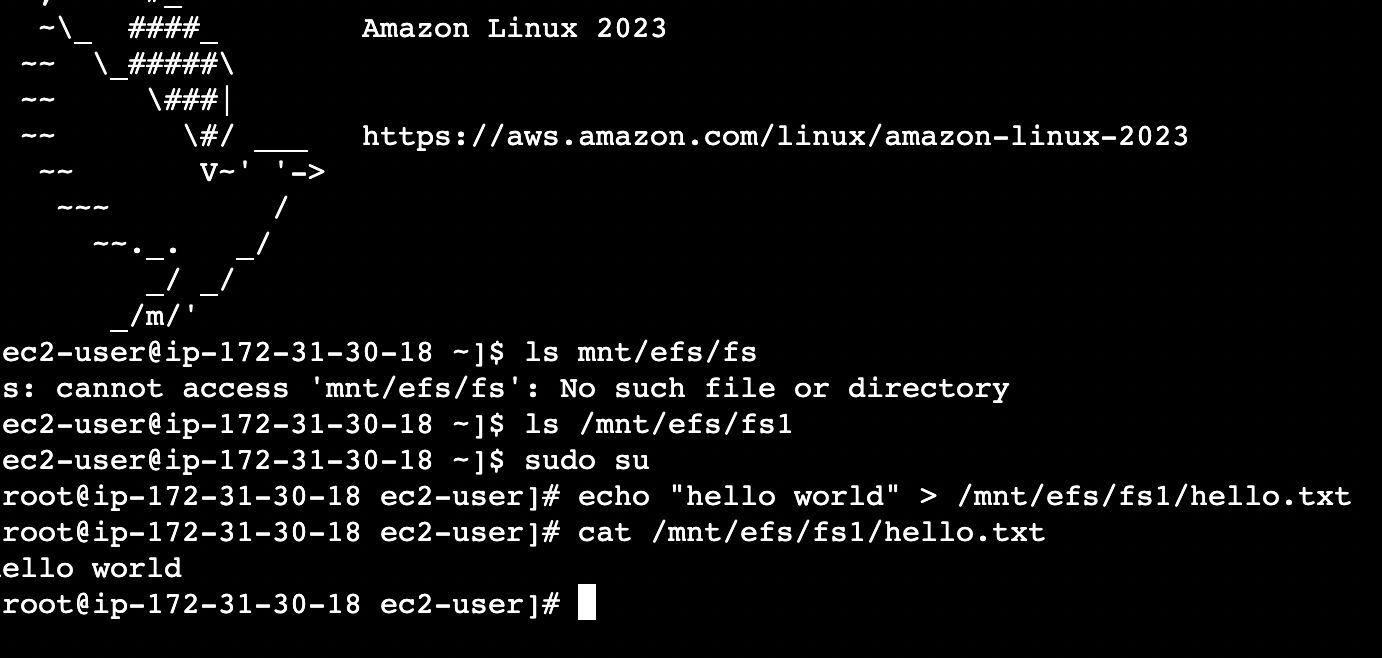 ~\_  ####_        Amazon Linux 2023
~~   \_#####\
~~     \###|
~~       \#/ ___   https://aws.amazon.com/linux/amazon-linux-2023
~~       V~' '->
~~~         /
~~._.   _/
_/ _/
_/m/'
ec2-user@ip-172-31-30-18 ~]$ ls mnt/efs/fs
s: cannot access 'mnt/efs/fs': No such file or directory
ec2-user@ip-172-31-30-18 ~]$ ls /mnt/efs/fs1
ec2-user@ip-172-31-30-18 ~]$ sudo su
root@ip-172-31-30-18 ec2-user]# echo "hello world" > /mnt/efs/fs1/hello.txt
root@ip-172-31-30-18 ec2-user]# cat /mnt/efs/fs1/hello.txt
ello world
root@ip-172-31-30-18 ec2-user]#